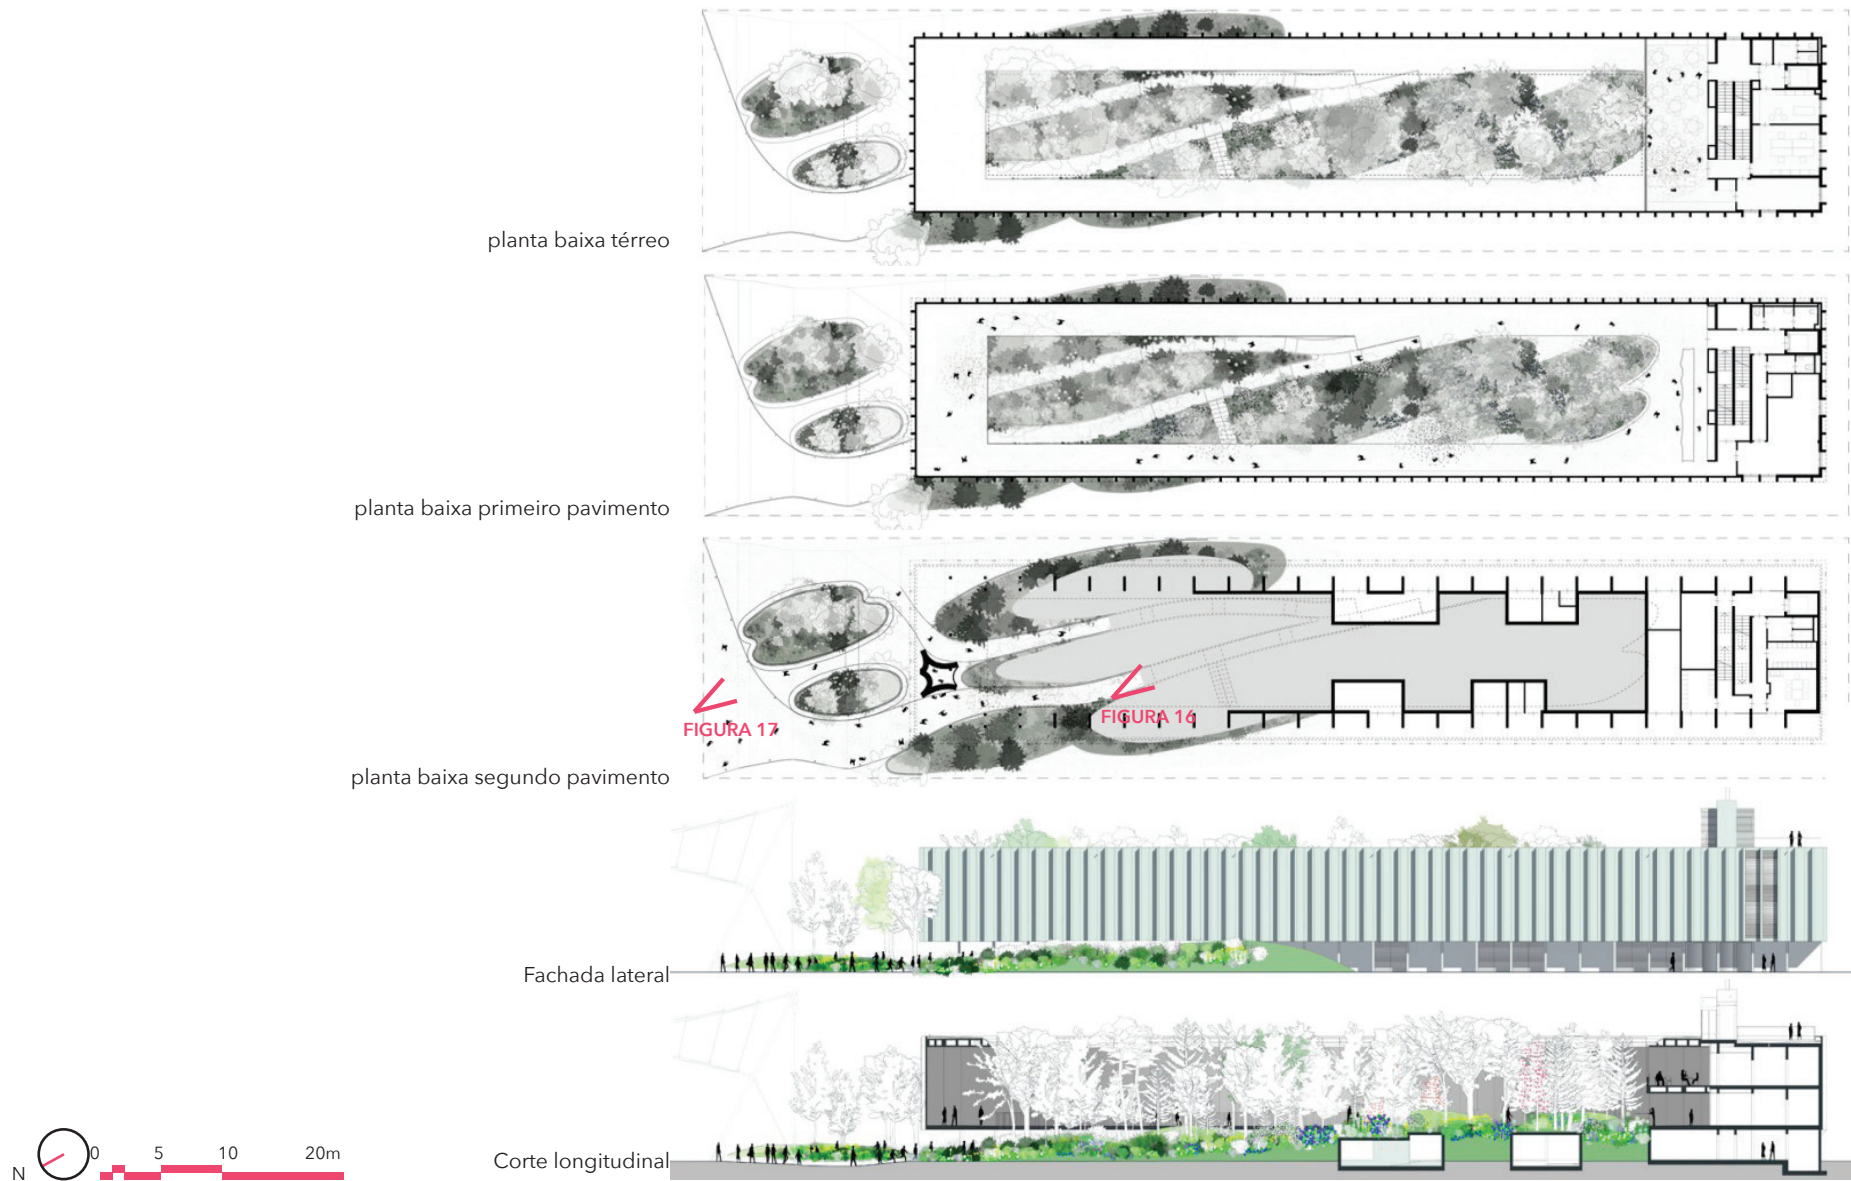 planta baixa térreo
planta baixa primeiro pavimento
FIGURA 17
FIGURA 16
planta baixa segundo pavimento
Fachada lateral
Corte longitudinal
N
0 5 10 20m